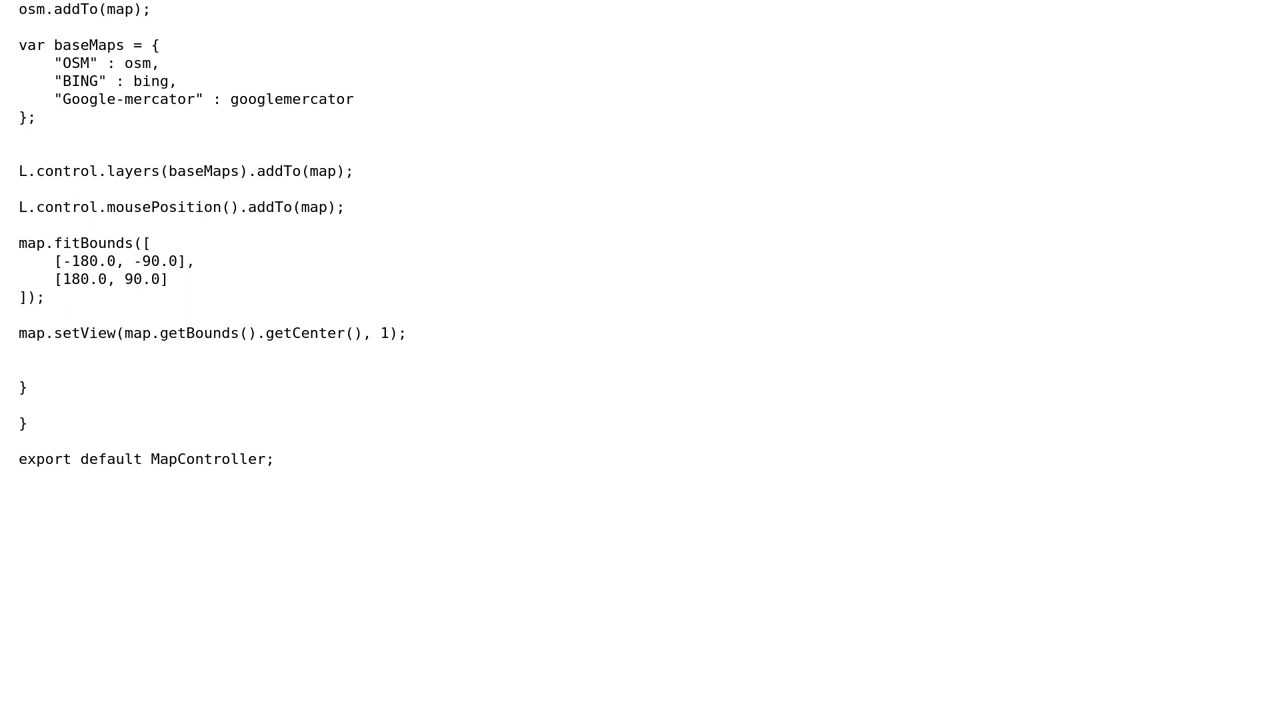 osm.addTo(map);
var baseMaps = {
    "OSM" : osm,
    "BING" : bing,
    "Google-mercator" : googlemercator
};
L.control.layers(baseMaps).addTo(map);
L.control.mousePosition().addTo(map);
map.fitBounds([
    [-180.0, -90.0],
    [180.0, 90.0]
]);
map.setView(map.getBounds().getCenter(), 1);
}
}
export default MapController;